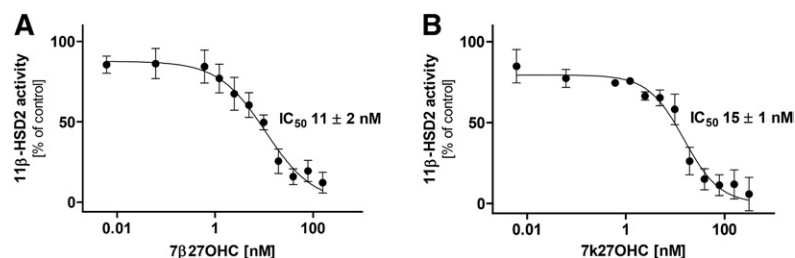 A
11β-HSD2 activity
[% of control]
100
50
0
IC50 11 ± 2 nM
0.01
1
100
7β27OHC [nM]
B
11β-HSD2 activity
[% of control]
100
50
0
IC50 15 ± 1 nM
0.01
1
100
7k27OHC [nM]